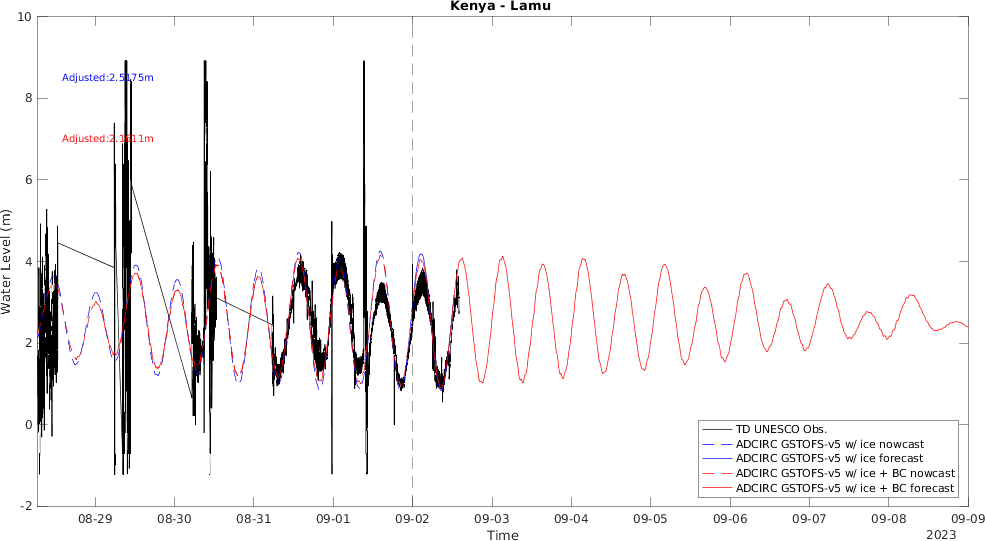 Kenya - Lamu
10
8
6
4
2
0
-2
Water Level (m)
Adjusted:2.5175m
Adjusted:2.1611m
TD UNESCO Obs.
ADCIRC GSTOFS-v5 w/ ice nowcast
ADCIRC GSTOFS-v5 w/ ice forecast
ADCIRC GSTOFS-v5 w/ ice + BC nowcast
ADCIRC GSTOFS-v5 w/ ice + BC forecast
08-29 08-30 08-31 09-01 09-02 09-03 09-04 09-05 09-06 09-07 09-08 09-09
Time
2023